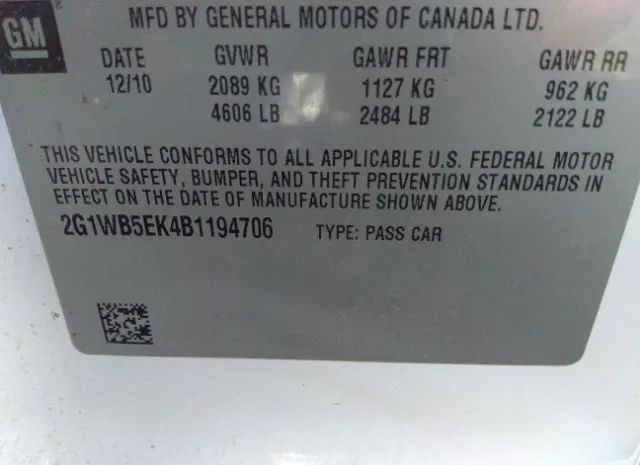 GM
MFD BY GENERAL MOTORS OF CANADA LTD.
DATE GVWR GAWR FRT GAWR RR
12/10 2089 KG 1127 KG 962 KG
4606 LB 2484 LB 2122 LB
THIS VEHICLE CONFORMS TO ALL APPLICABLE U.S. FEDERAL MOTOR
VEHICLE SAFETY, BUMPER, AND THEFT PREVENTION STANDARDS IN
EFFECT ON THE DATE OF MANUFACTURE SHOWN ABOVE.
2G1WB5EK4B1194706 TYPE: PASS CAR